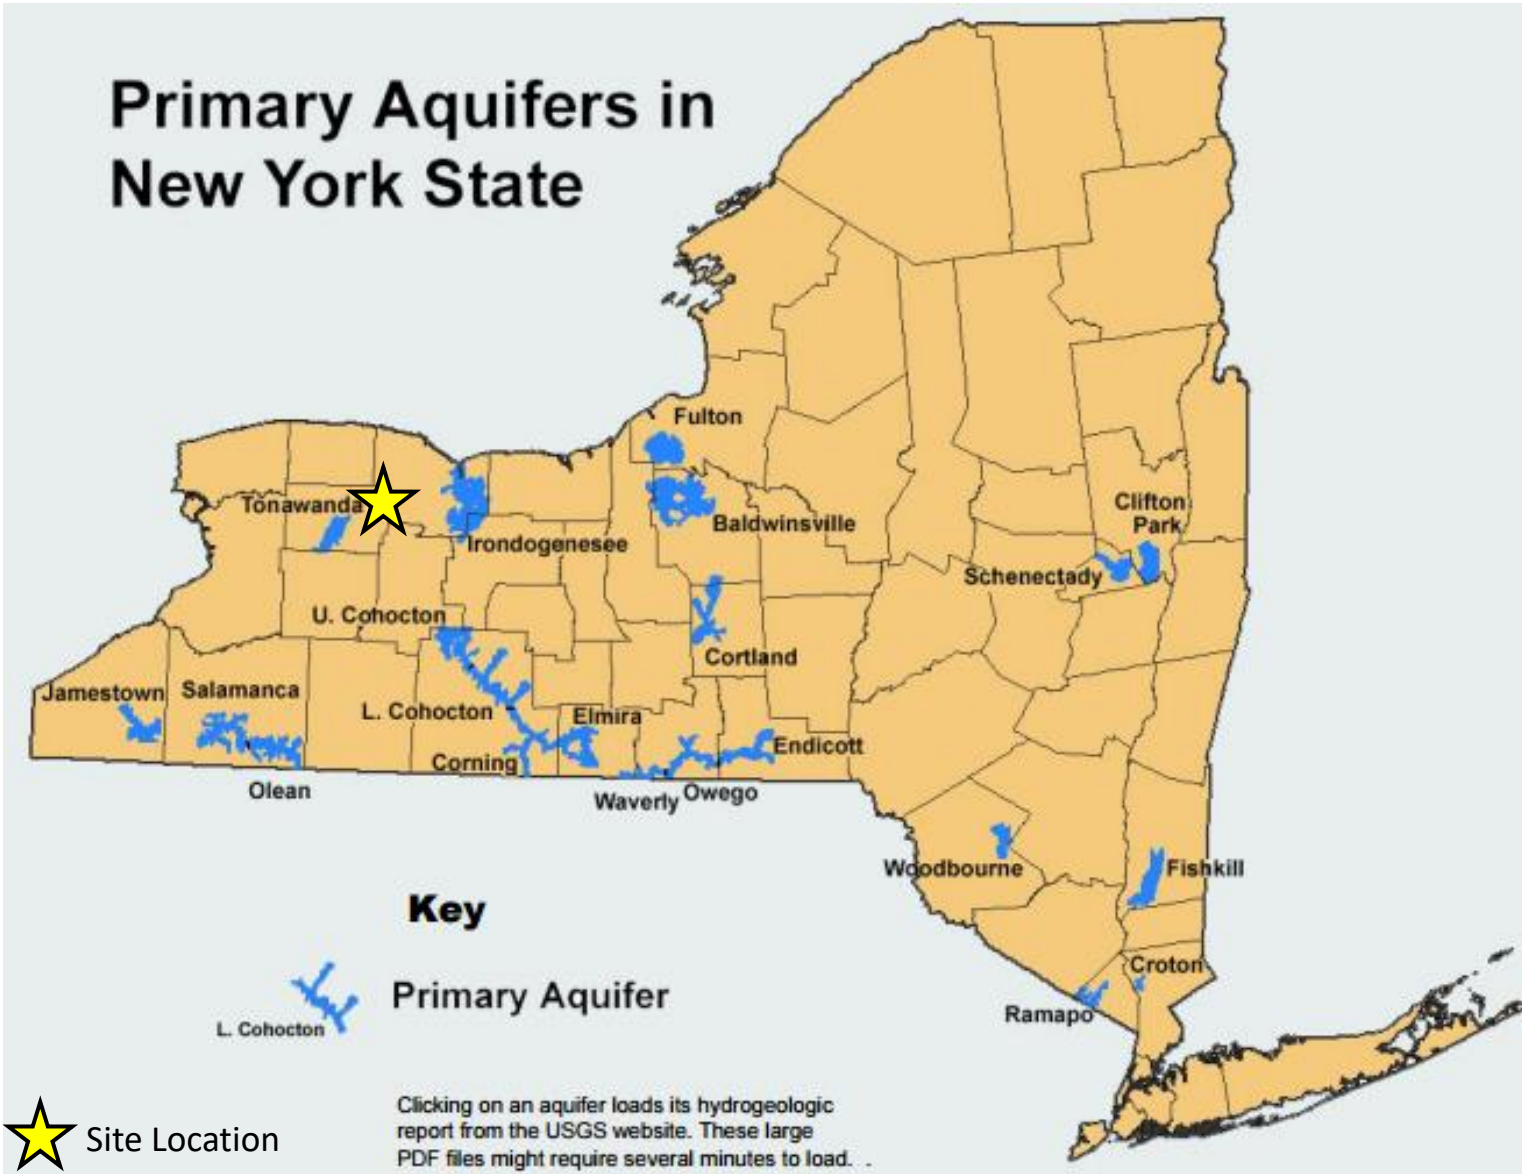 Primary Aquifers in
New York State
Fulton
Tonawanda
Clifton
Park
Baldwinsville
Irondogenesee
Schenectady
U. Cohocton
Cortland
Jamestown
Salamanca
L. Cohocton
Elmira
Endicott
Corning
Olean
Waverly
Owego
Woodbourne
Fishkill
Key
Croton
Primary Aquifer
Ramapo
L. Cohocton
Clicking on an aquifer loads its hydrogeologic
report from the USGS website. These large
PDF files might require several minutes to load. .
Site Location